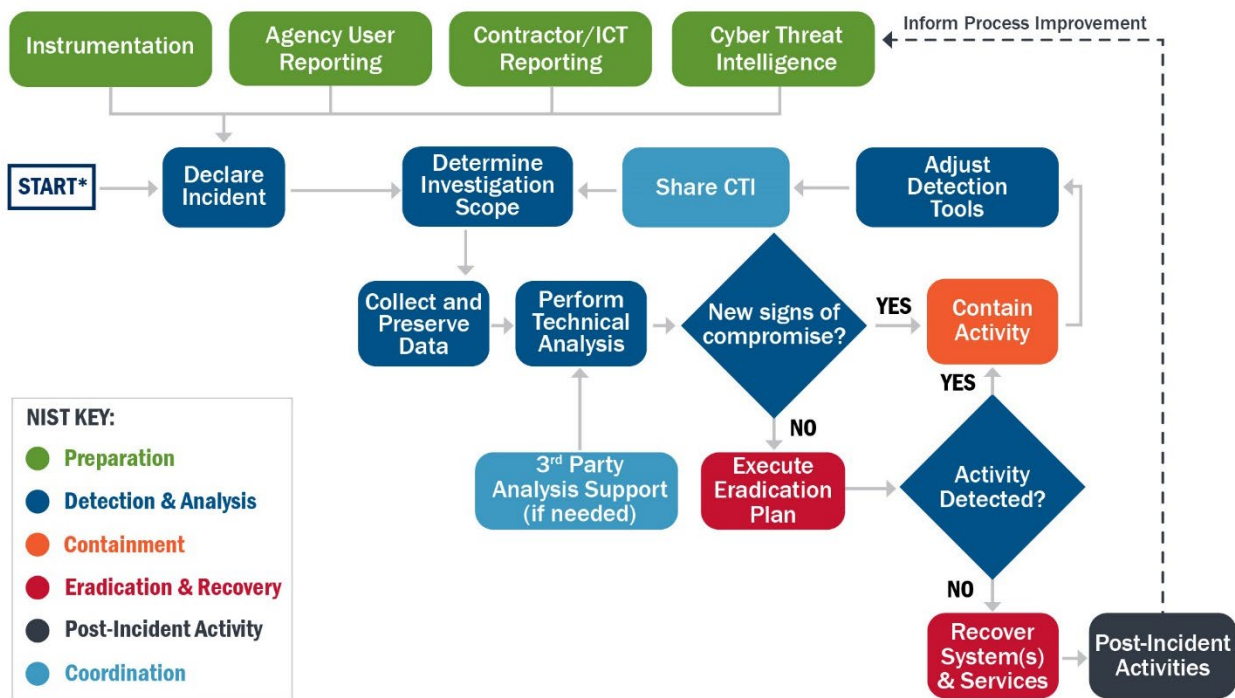 Instrumentation
Agency User
Reporting
Contractor/ICT
Reporting
Cyber Threat
Intelligence
Inform Process Improvement
START*
Declare
Incident
Determine
Investigation
Scope
Share CTI
Adjust
Detection
Tools
Collect and
Preserve
Data
Perform
Technical
Analysis
New signs of
compromise?
YES
Contain
Activity
YES
NO
3rd Party
Analysis Support
(if needed)
Execute
Eradication
Plan
Activity
Detected?
NO
Recover
System(s)
& Services
Post-Incident
Activities
NIST KEY:
Preparation
Detection & Analysis
Containment
Eradication & Recovery
Post-Incident Activity
Coordination